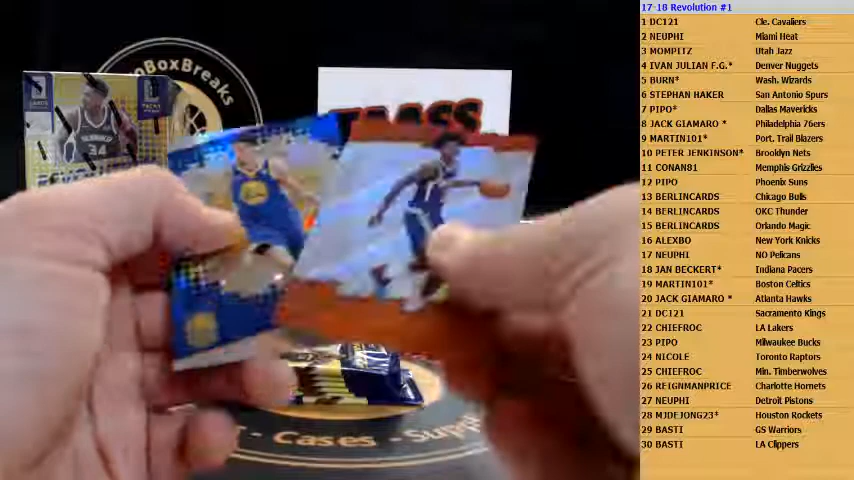 17-18 Revolution #1
1 DC121 Cle. Cavaliers
2 NEUPHI Miami Heat
3 MOMPITZ Utah Jazz
4 IVAN JULIAN F.G.* Denver Nuggets
5 BURN* Wash. Wizards
6 STEPHAN HAKER San Antonio Spurs
7 PIPO* Dallas Mavericks
8 JACK GIAMARO * Philadelphia 76ers
9 MARTIN101* Port. Trail Blazers
10 PETER JENKINSON* Brooklyn Nets
11 CONAN81 Memphis Grizzlies
12 PIPO Phoenix Suns
13 BERLINCARDS Chicago Bulls
14 BERLINCARDS OKC Thunder
15 BERLINCARDS Orlando Magic
16 ALEXBO New York Knicks
17 NEUPHI NO Pelicans
18 JAN BECKERT* Indiana Pacers
19 MARTIN101* Boston Celtics
20 JACK GIAMARO * Atlanta Hawks
21 DC121 Sacramento Kings
22 CHIEFROC LA Lakers
23 PIPO Milwaukee Bucks
24 NICOLE Toronto Raptors
25 CHIEFROC Min. Timberwolves
26 REIGNMANPRICE Charlotte Hornets
27 NEUPHI Detroit Pistons
28 MJDEJONG23* Houston Rockets
29 BASTI GS Warriors
30 BASTI LA Clippers
BoxBreaks
34
- Cases -